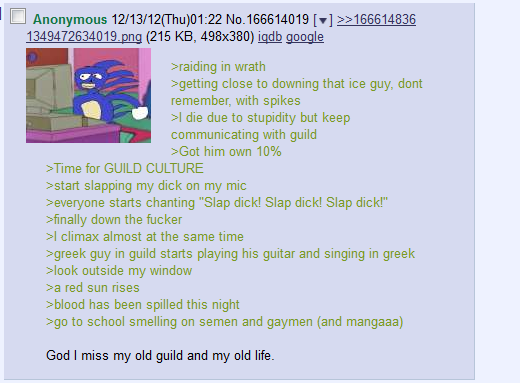 Anonymous 12/13/12(Thu)01:22 No.166614019 [▼] >>166614836
1349472634019.png (215 KB, 498x380) iqdb google
>raiding in wrath
>getting close to downing that ice guy, dont
remember, with spikes
>I die due to stupidity but keep
communicating with guild
>Got him own 10%
>Time for GUILD CULTURE
>start slapping my dick on my mic
>everyone starts chanting "Slap dick! Slap dick! Slap dick!"
>finally down the fucker
>I climax almost at the same time
>greek guy in guild starts playing his guitar and singing in greek
>look outside my window
>a red sun rises
>blood has been spilled this night
>go to school smelling on semen and gaymen (and mangaaa)
God I miss my old guild and my old life.